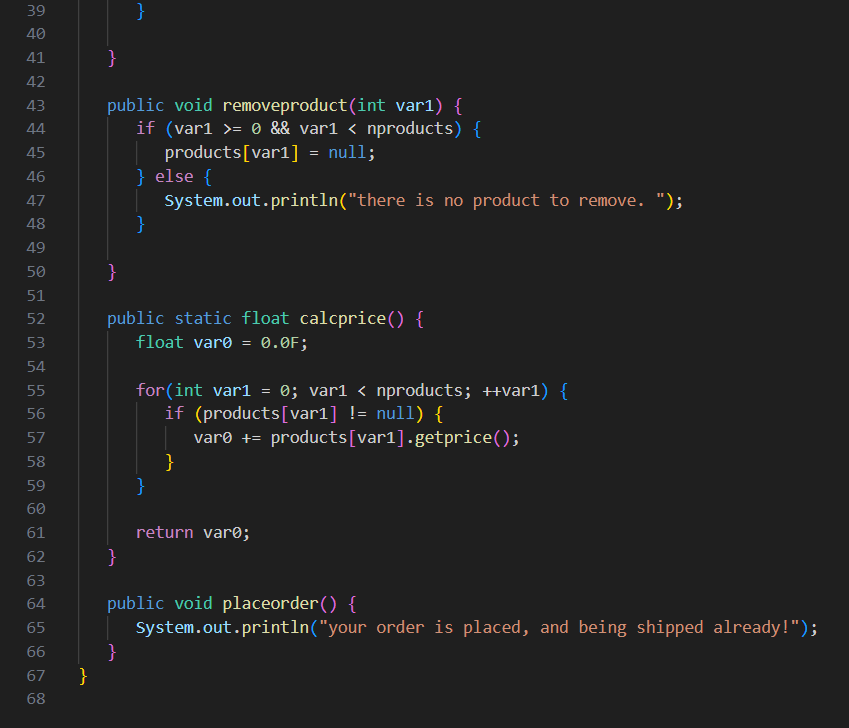 39 }
40
41 }
42
43 public void removeproduct(int var1) {
44 if (var1 >= 0 && var1 < nproducts) {
45 products[var1] = null;
46 } else {
47 System.out.println("there is no product to remove. ");
48 }
49
50 }
51
52 public static float calcprice() {
53 float var0 = 0.0F;
54
55 for(int var1 = 0; var1 < nproducts; ++var1) {
56 if (products[var1] != null) {
57 var0 += products[var1].getprice();
58 }
59 }
60
61 return var0;
62 }
63
64 public void placeorder() {
65 System.out.println("your order is placed, and being shipped already!");
66 }
67 }
68